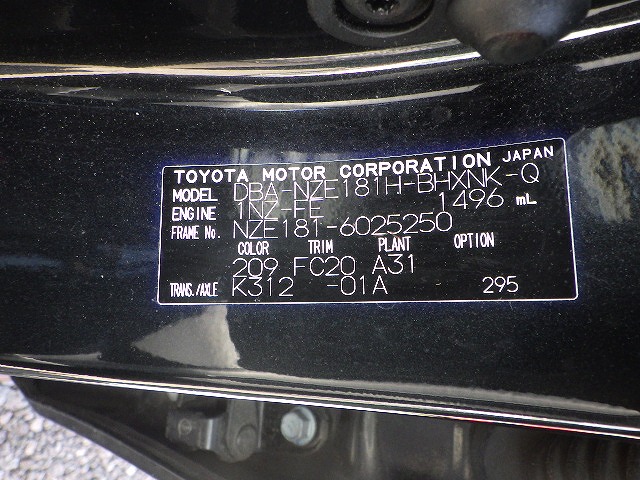 TOYOTA MOTOR CORPORATION JAPAN
MODEL DBA-NZE181H-BHXNK-Q
ENGINE 1NZ-FE 1496 mL
FRAME No. NZE181-6025250
COLOR TRIM PLANT OPTION
209 FC20 A31
TRANS./AXLE K312 -01A 295